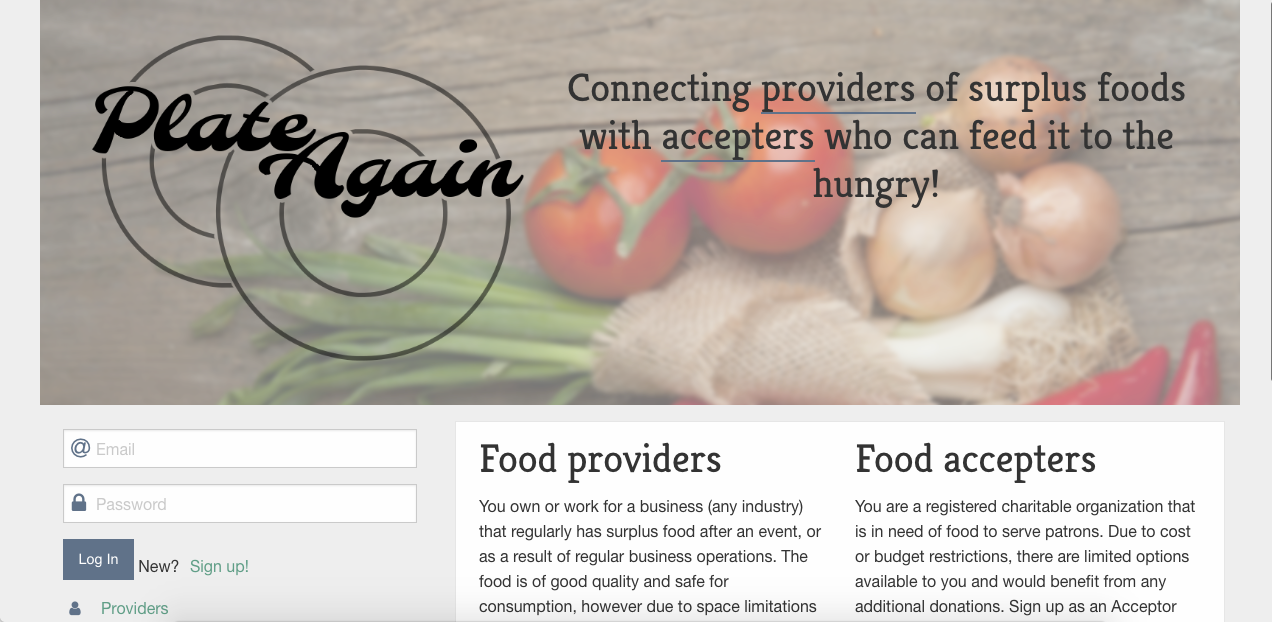 Plate
Again
Connecting providers of surplus foods
with accepters who can feed it to the
hungry!
@ Email
Password
Log In New? Sign up!
Providers
Food providers
You own or work for a business (any industry)
that regularly has surplus food after an event, or
as a result of regular business operations. The
food is of good quality and safe for
consumption, however due to space limitations
Food accepters
You are a registered charitable organization that
is in need of food to serve patrons. Due to cost
or budget restrictions, there are limited options
available to you and would benefit from any
additional donations. Sign up as an Acceptor